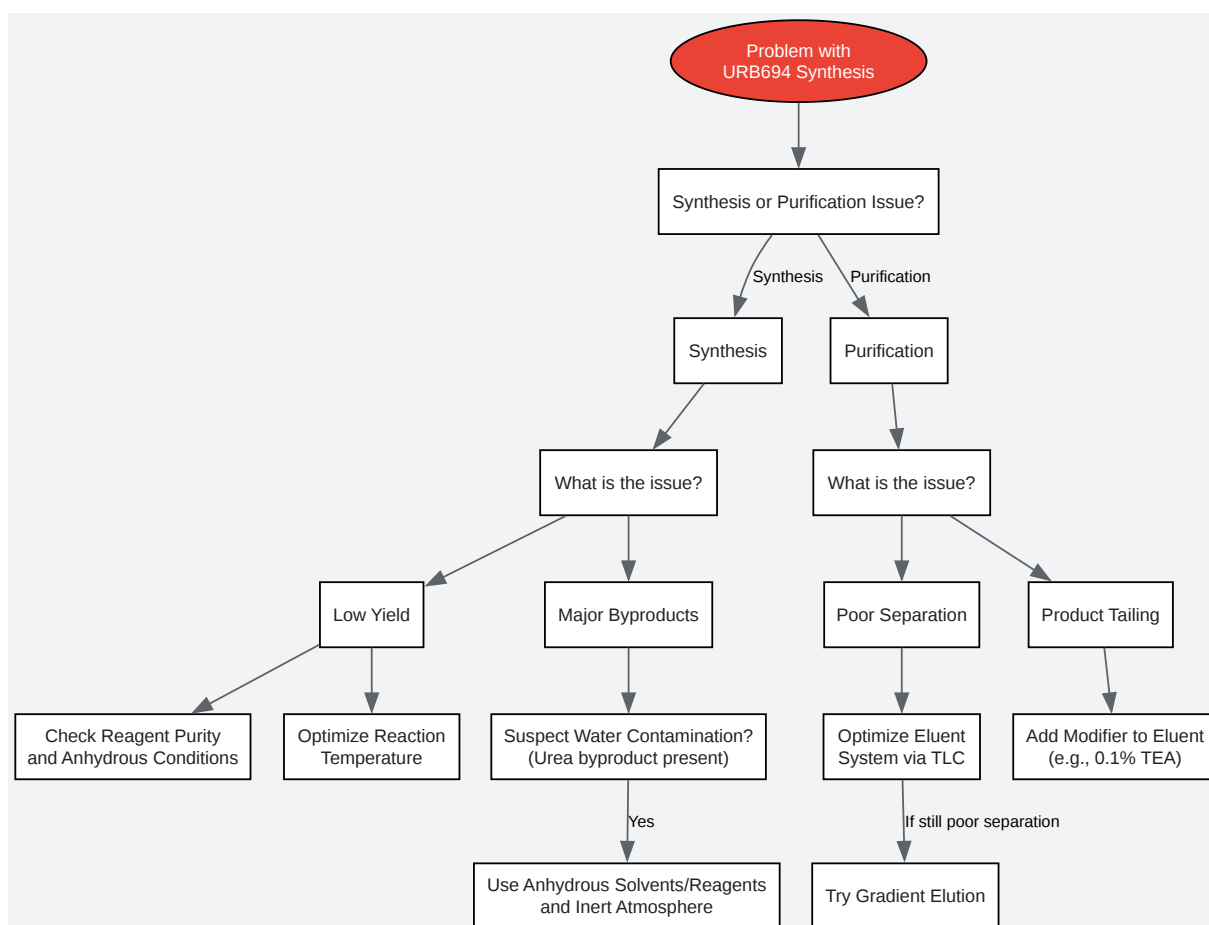 Problem with
URB694 Synthesis
Synthesis or Purification Issue?
Synthesis
Purification
Synthesis
Purification
What is the issue?
What is the issue?
Low Yield
Major Byproducts
Poor Separation
Product Tailing
Check Reagent Purity
and Anhydrous Conditions
Optimize Reaction
Temperature
Suspect Water Contamination?
(Urea byproduct present)
Optimize Eluent
System via TLC
Add Modifier to Eluent
(e.g., 0.1% TEA)
Yes
If still poor separation
Use Anhydrous Solvents/Reagents
and Inert Atmosphere
Try Gradient Elution